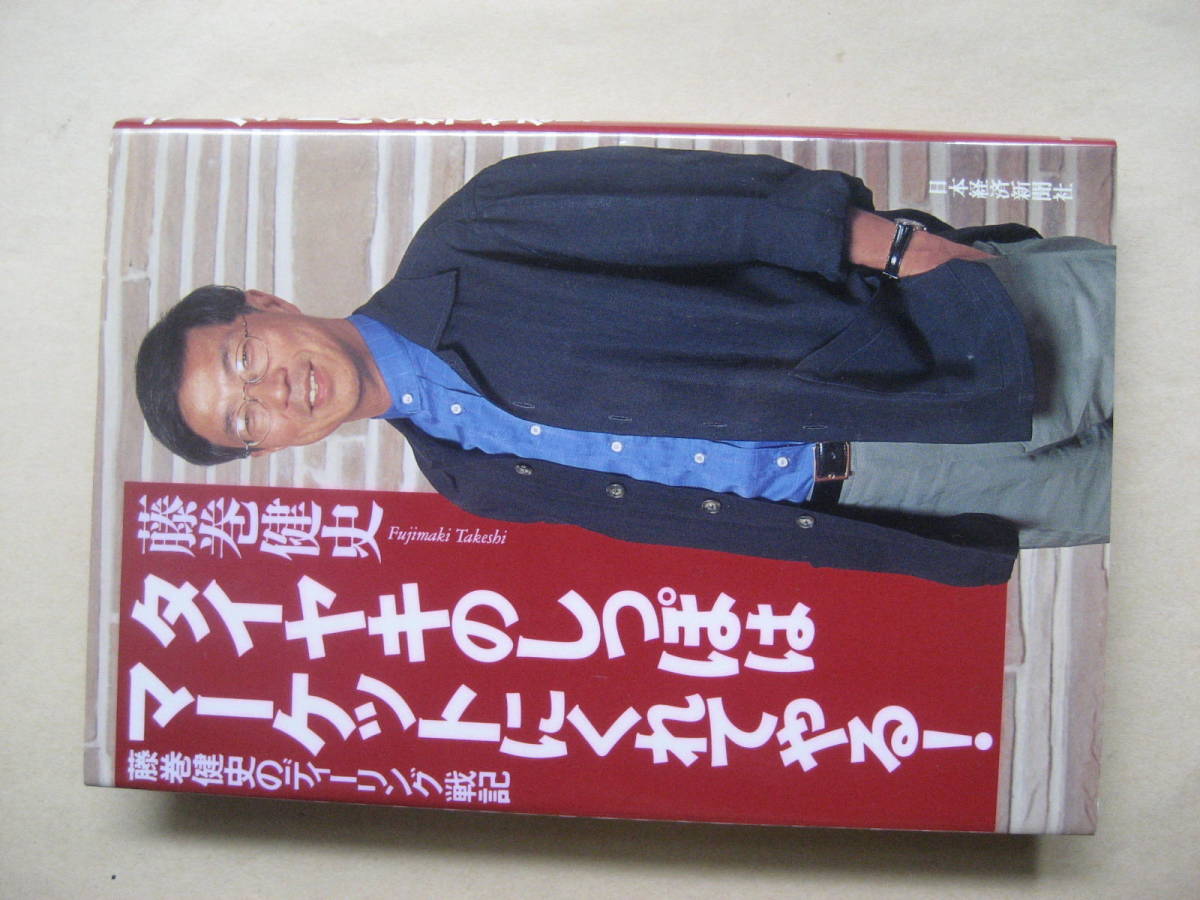 藤巻健史
Fujimaki Takeshi
タイヤキのしっぽは
マーケットにくれてやる！
藤巻健史のディーリング戦記
日本経済新聞社